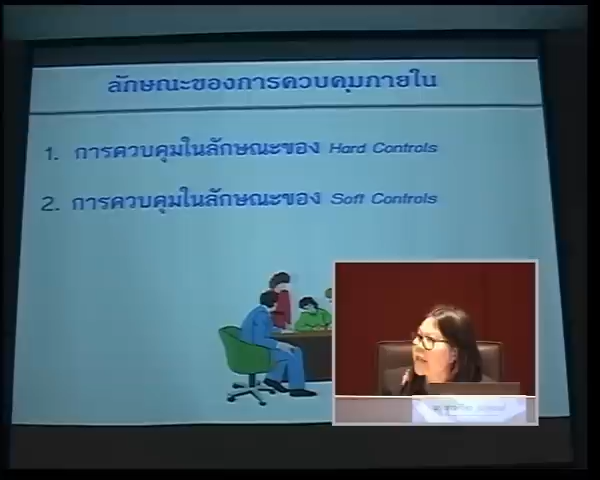 ลักษณะของการควบคุมภายใน
1. การควบคุมในลักษณะของ Hard Controls
2. การควบคุมในลักษณะของ Soft Controls